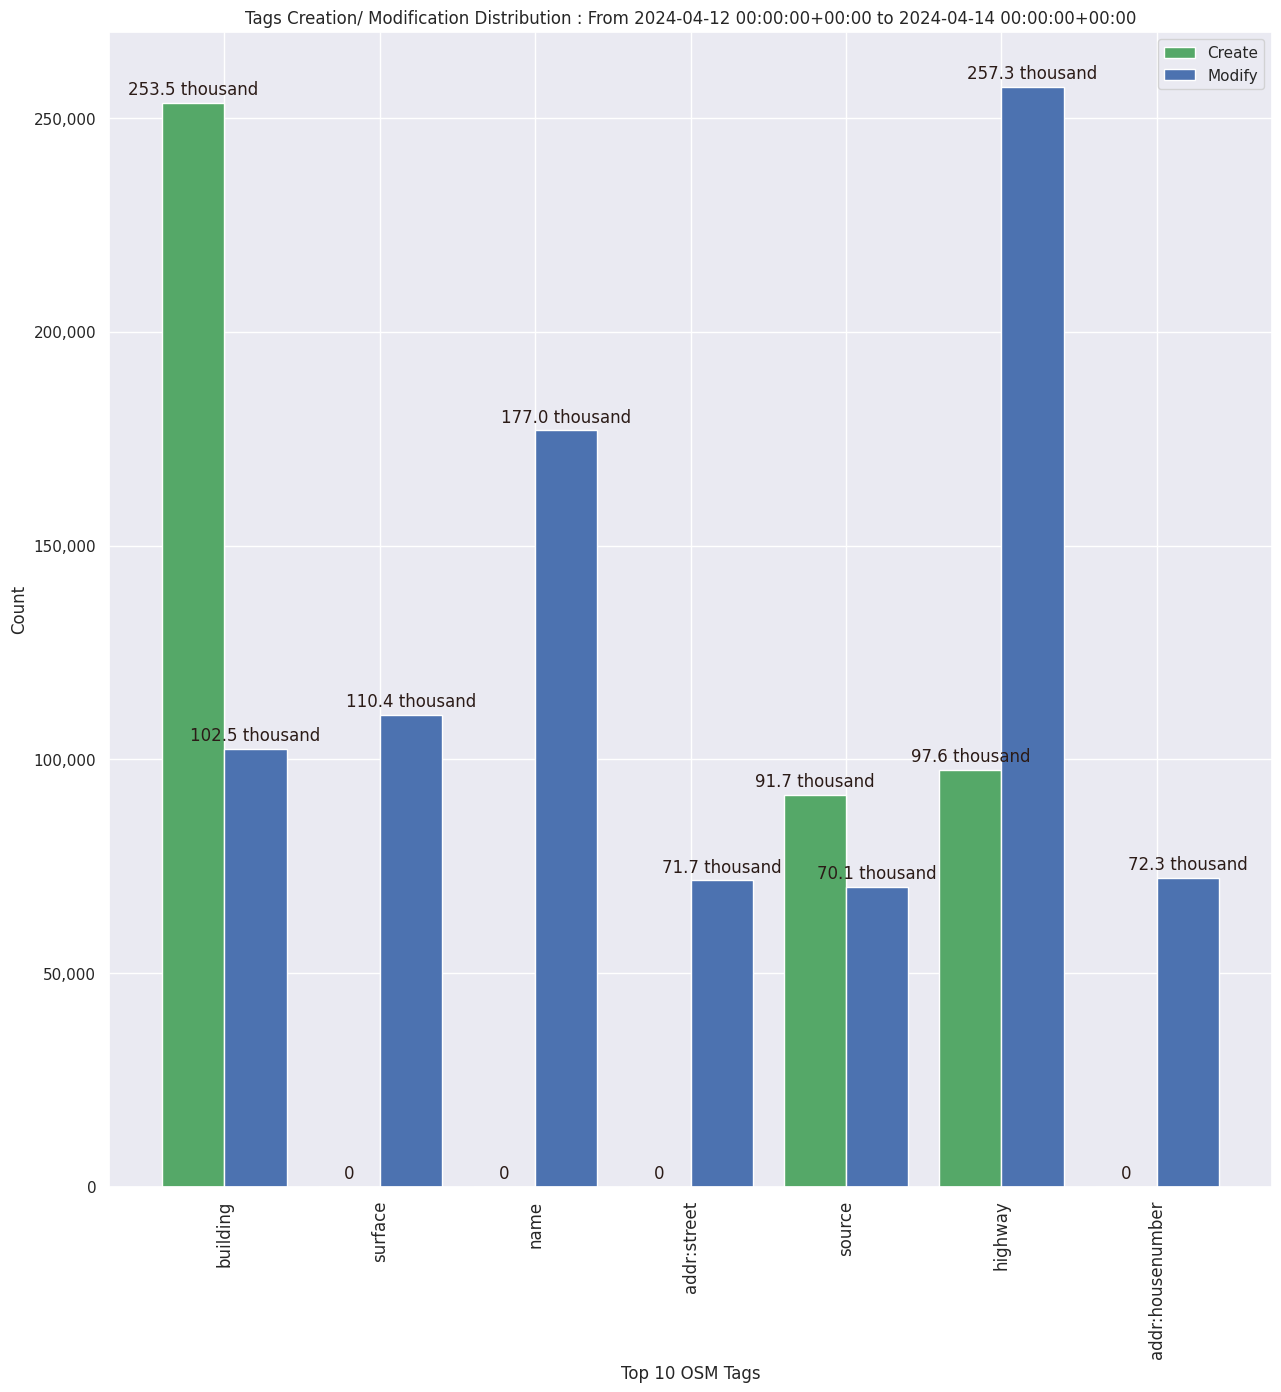 Tags Creation/ Modification Distribution : From 2024-04-12 00:00:00+00:00 to 2024-04-14 00:00:00+00:00
Create
Modify
253.5 thousand
257.3 thousand
250,000
200,000
177.0 thousand
150,000
Count
110.4 thousand
102.5 thousand
100,000
97.6 thousand
91.7 thousand
71.7 thousand
70.1 thousand
72.3 thousand
50,000
0
0
0
0
0
building
surface
name
addr:street
source
highway
addr:housenumber
Top 10 OSM Tags